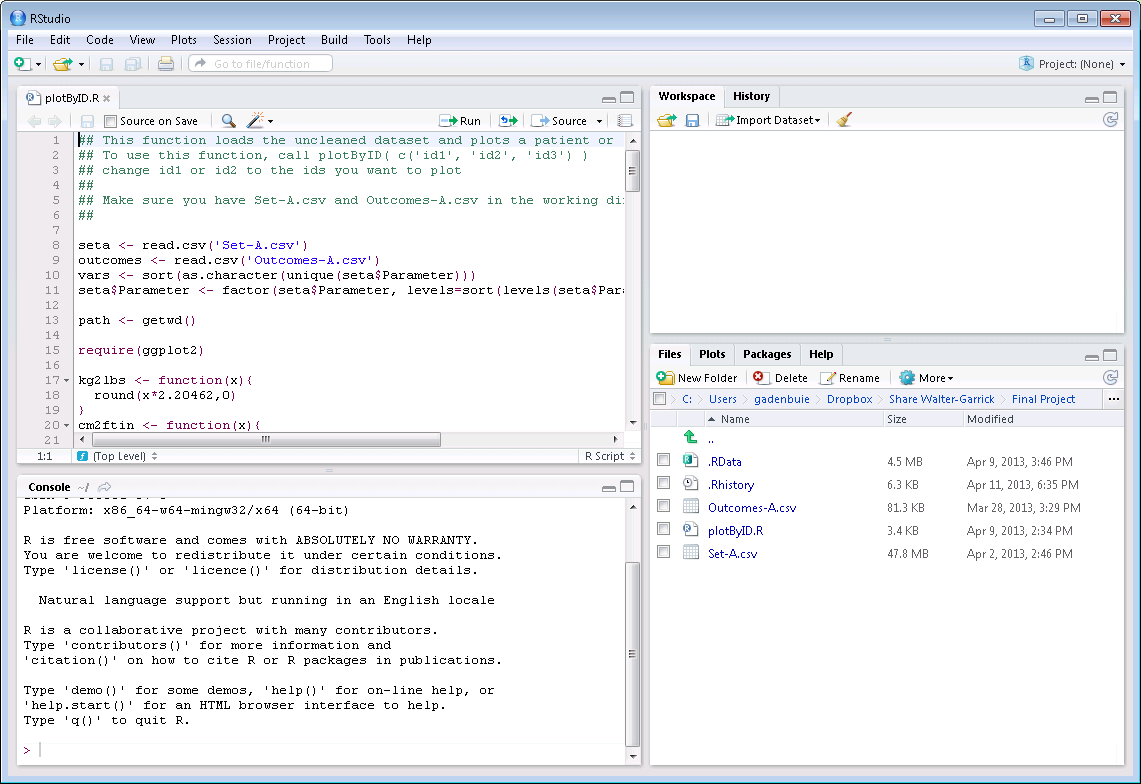 RStudio
File Edit Code View Plots Session Project Build Tools Help
Go to file/function Project: (None)
plotByID.R
Source on Save Run Source
1 ## This function loads the uncleaned dataset and plots a patient or
2 ## To use this function, call plotByID( c('id1', 'id2', 'id3') )
3 ## change id1 or id2 to the ids you want to plot
4 ##
5 ## Make sure you have Set-A.csv and Outcomes-A.csv in the working di
6 ##
7
8 seta <- read.csv('Set-A.csv')
9 outcomes <- read.csv('Outcomes-A.csv')
10 vars <- sort(as.character(unique(seta$Parameter)))
11 seta$Parameter <- factor(seta$Parameter, levels=sort(levels(seta$Para
12
13 path <- getwd()
14
15 require(ggplot2)
16
17 kg2lbs <- function(x){
18 round(x*2.20462,0)
19 }
20 cm2ftin <- function(x){
21
1:1 (Top Level) R Script
Console ~/
Platform: x86_64-w64-mingw32/x64 (64-bit)
R is free software and comes with ABSOLUTELY NO WARRANTY.
You are welcome to redistribute it under certain conditions.
Type 'license()' or 'licence()' for distribution details.
Natural language support but running in an English locale
R is a collaborative project with many contributors.
Type 'contributors()' for more information and
'citation()' on how to cite R or R packages in publications.
Type 'demo()' for some demos, 'help()' for on-line help, or
'help.start()' for an HTML browser interface to help.
Type 'q()' to quit R.
>
Workspace History
Import Dataset
Files Plots Packages Help
New Folder Delete Rename More
C: Users gadenbuie Dropbox Share Walter-Garrick Final Project ...
Name Size Modified
..
.RData 4.5 MB Apr 9, 2013, 3:46 PM
.Rhistory 6.3 KB Apr 11, 2013, 6:35 PM
Outcomes-A.csv 81.3 KB Mar 28, 2013, 3:29 PM
plotByID.R 3.4 KB Apr 9, 2013, 2:34 PM
Set-A.csv 47.8 MB Apr 2, 2013, 2:46 PM